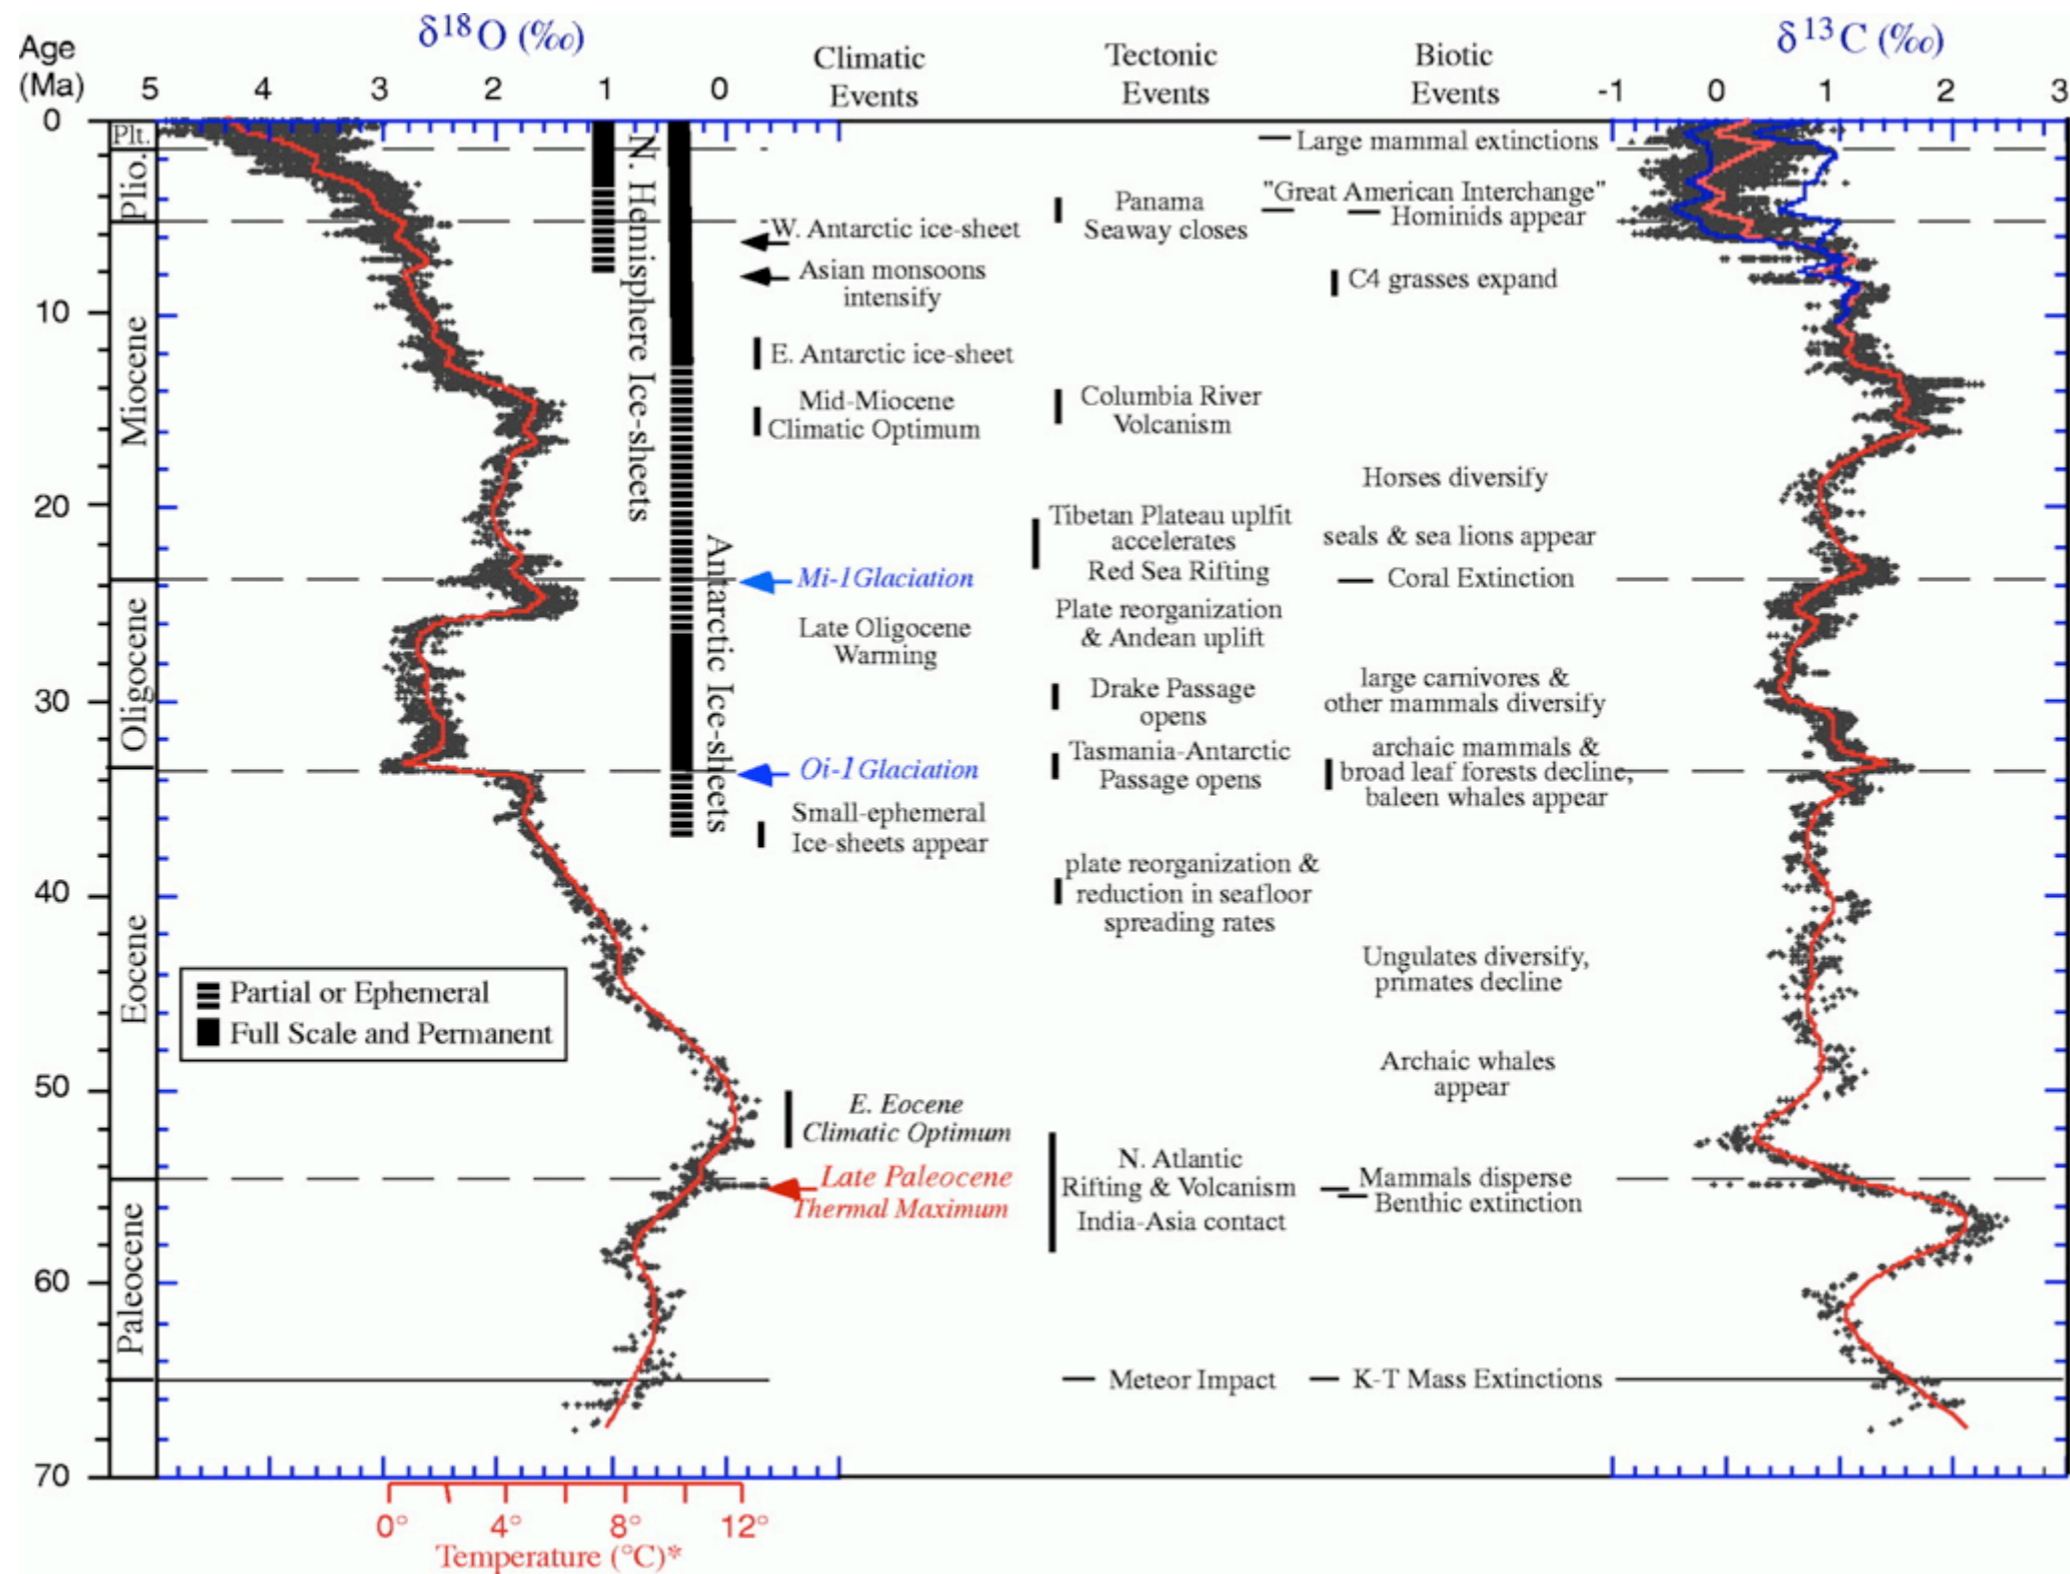 δ18O (‰)
δ13C (‰)
Age
(Ma)
5 4 3 2 1 0
Climatic
Events
Tectonic
Events
Biotic
Events
-1 0 1 2 3
0
10
20
30
40
50
60
70
Plt.
Plio.
Miocene
Oligocene
Eocene
Paleocene
N. Hemisphere Ice-sheets
Antarctic Ice-sheets
W. Antarctic ice-sheet
Asian monsoons
intensify
E. Antarctic ice-sheet
Mid-Miocene
Climatic Optimum
Mi-1Glaciation
Late Oligocene
Warming
Oi-1Glaciation
Small-ephemeral
Ice-sheets appear
E. Eocene
Climatic Optimum
Late Paleocene
Thermal Maximum
Panama
Seaway closes
Columbia River
Volcanism
Tibetan Plateau uplfit
accelerates
Red Sea Rifting
Plate reorganization
& Andean uplift
Drake Passage
opens
Tasmania-Antarctic
Passage opens
plate reorganization &
reduction in seafloor
spreading rates
N. Atlantic
Rifting & Volcanism
India-Asia contact
Meteor Impact
Large mammal extinctions
"Great American Interchange"
Hominids appear
C4 grasses expand
Horses diversify
seals & sea lions appear
Coral Extinction
large carnivores &
other mammals diversify
archaic mammals &
broad leaf forests decline,
baleen whales appear
Ungulates diversify,
primates decline
Archaic whales
appear
Mammals disperse
Benthic extinction
K-T Mass Extinctions
Partial or Ephemeral
Full Scale and Permanent
0° 4° 8° 12°
Temperature (°C)*